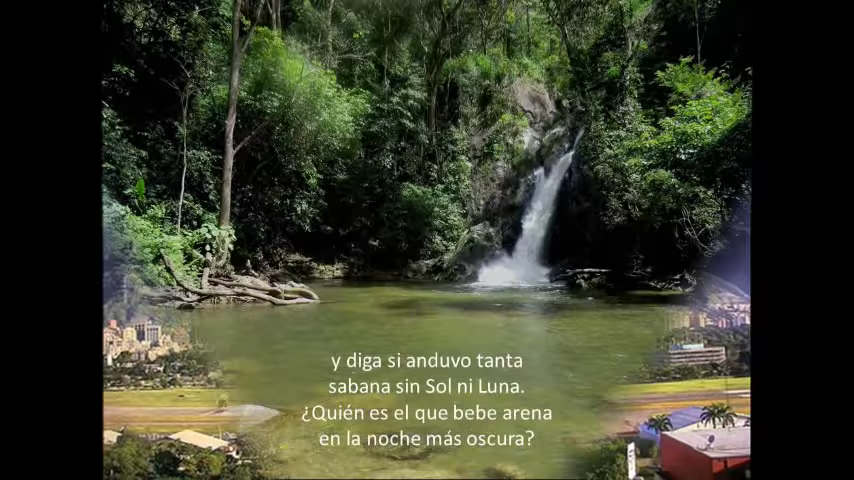 y diga si anduvo tanta
sabana sin Sol ni Luna.
¿Quién es el que bebe arena
en la noche más oscura?